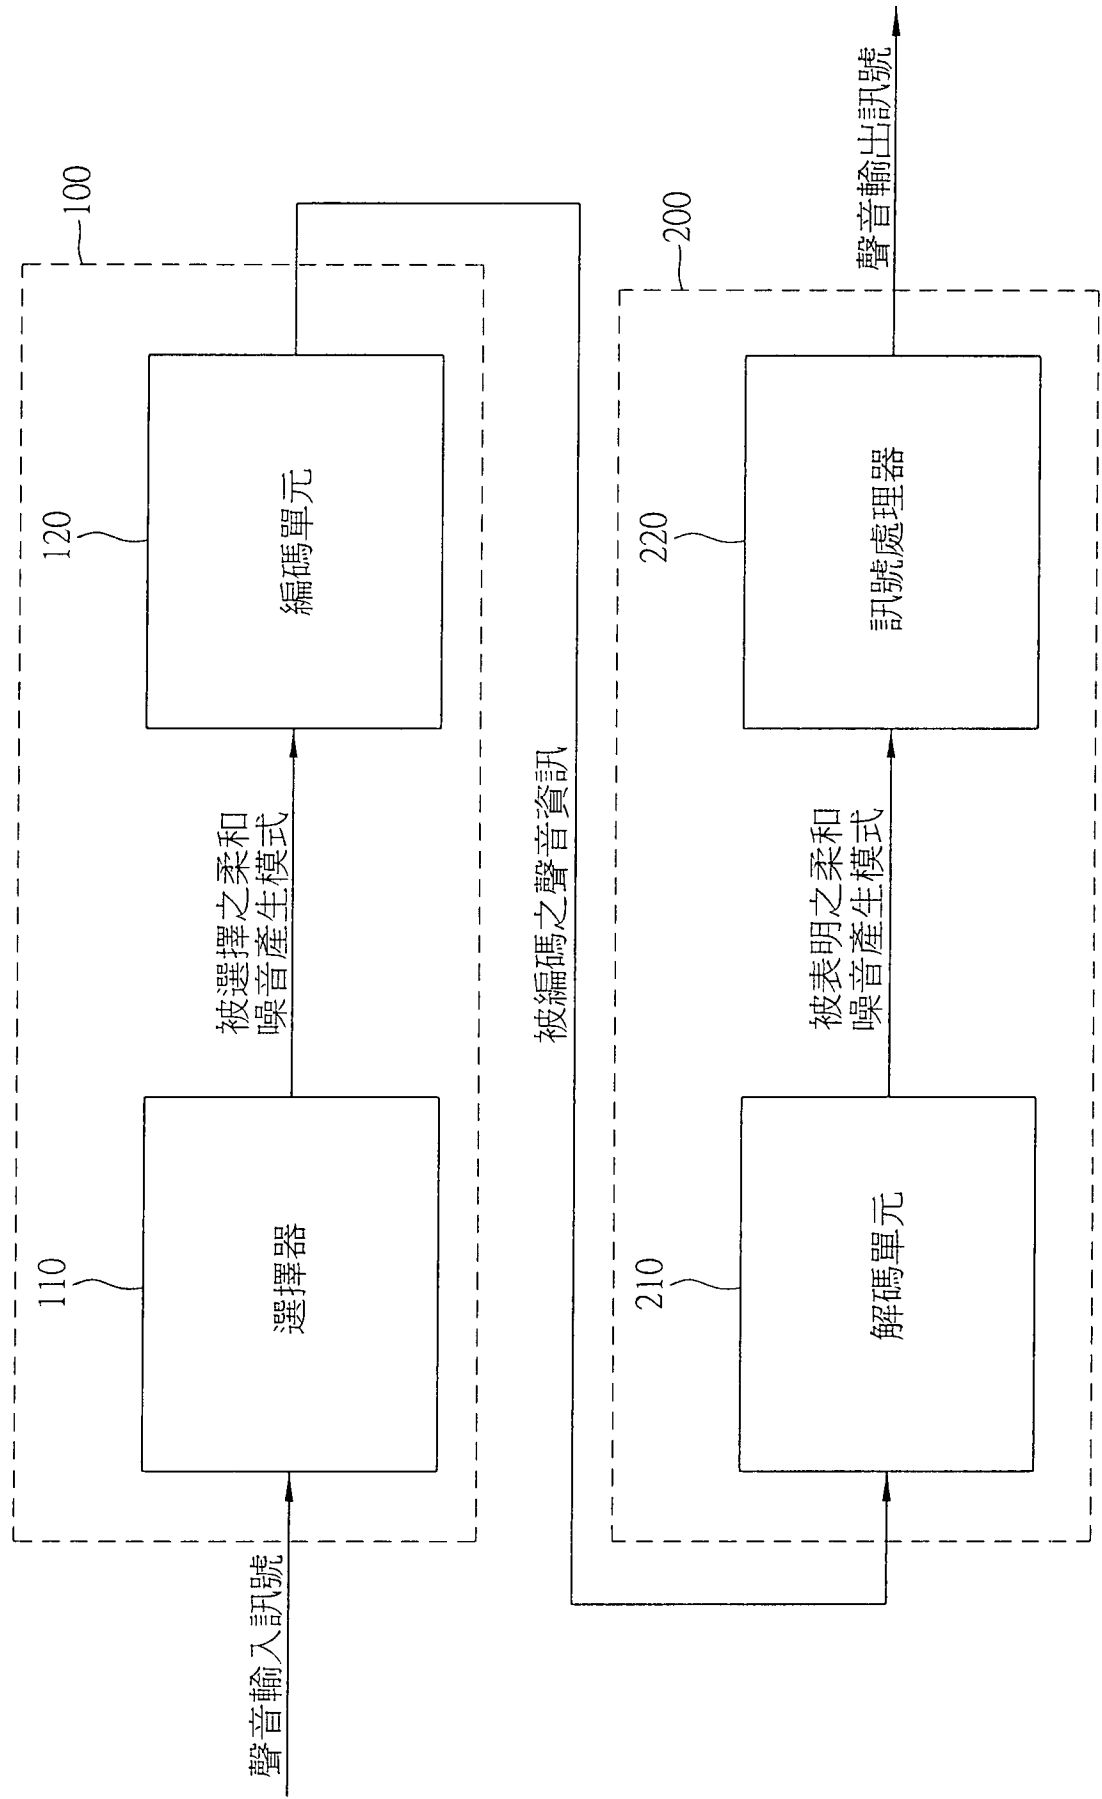 100
120
110
編碼單元
被選擇之柔和
噪音產生模式
選擇器
聲音輸入訊號
被編碼之聲音資訊
200
220
210
聲音輸出訊號
訊號處理器
被表明之柔和
噪音產生模式
解碼單元